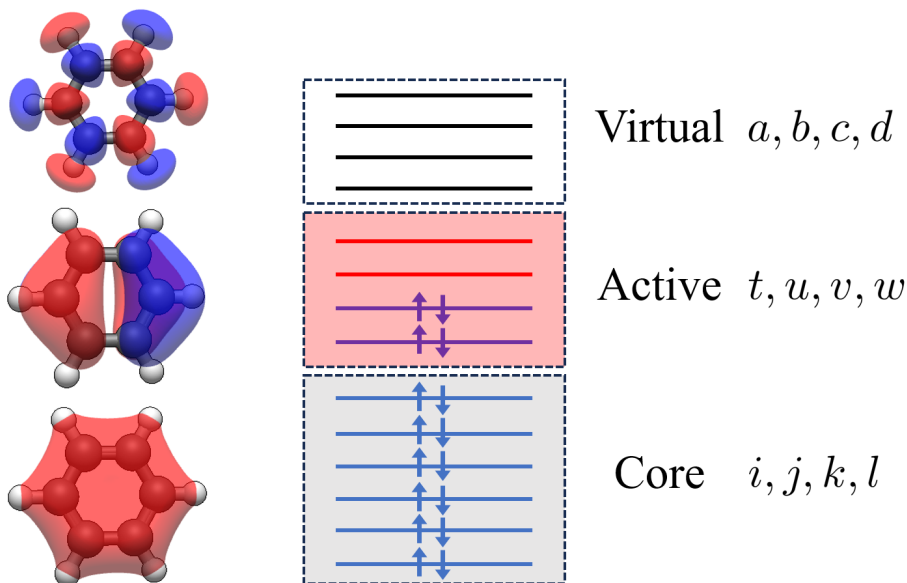 Virtual a, b, c, d
Active t, u, v, w
Core i, j, k, l